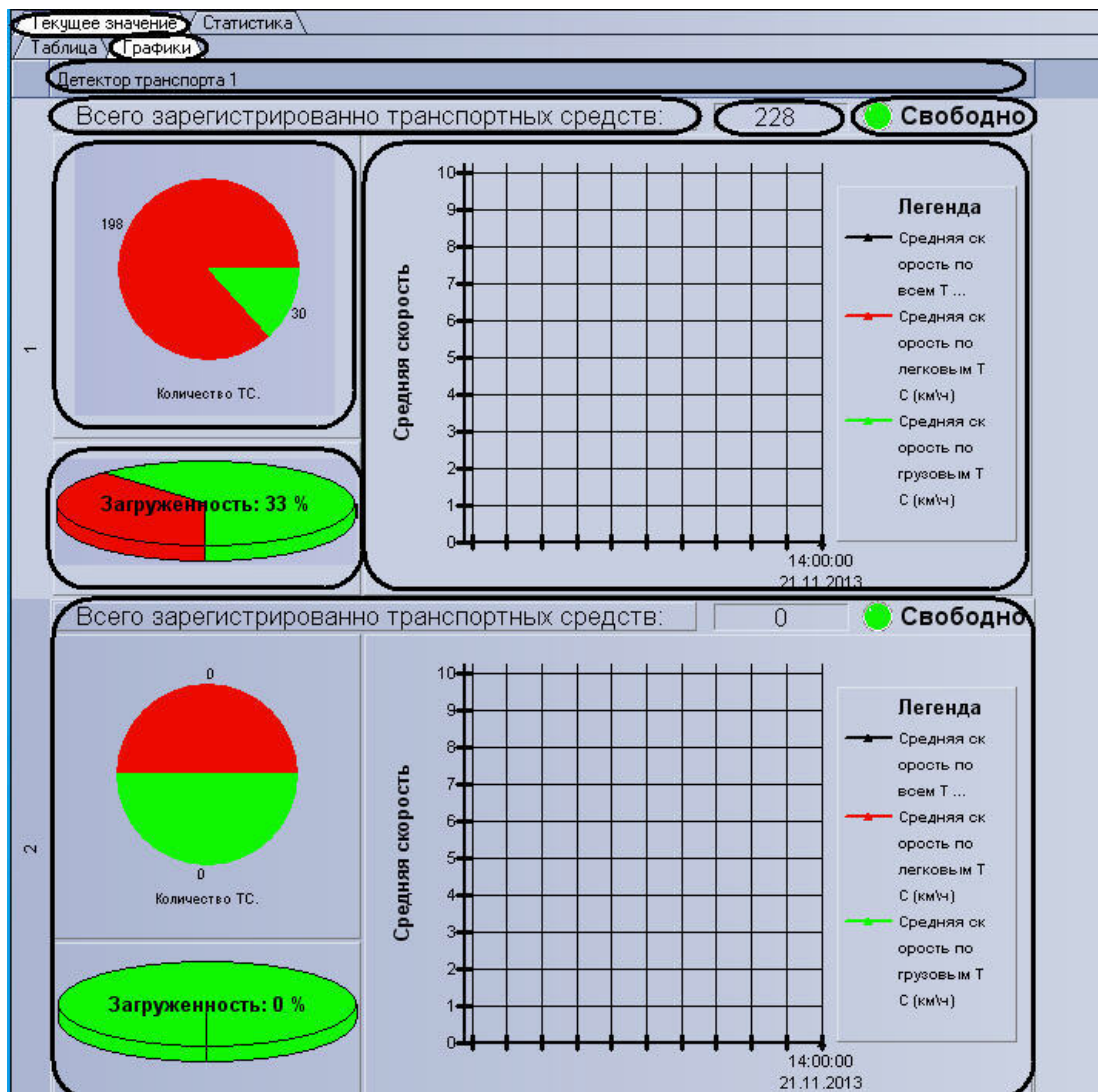 Текущее значение Статистика
Таблица Графики
Детектор транспорта 1
Всего зарегистрированно транспортных средств: 228 Свободно
1
198
30
Количество ТС.
Загруженность: 33 %
Средняя скорость
10
9
8
7
6
5
4
3
2
1
0
14:00:00
21.11.2013
Легенда
Средняя ск
орость по
всем Т ...
Средняя ск
орость по
легковым Т
С (км\ч)
Средняя ск
орость по
грузовым Т
С (км\ч)
Всего зарегистрированно транспортных средств: 0 Свободно
2
0
0
Количество ТС.
Загруженность: 0 %
Средняя скорость
10
9
8
7
6
5
4
3
2
1
0
14:00:00
21.11.2013
Легенда
Средняя ск
орость по
всем Т ...
Средняя ск
орость по
легковым Т
С (км\ч)
Средняя ск
орость по
грузовым Т
С (км\ч)